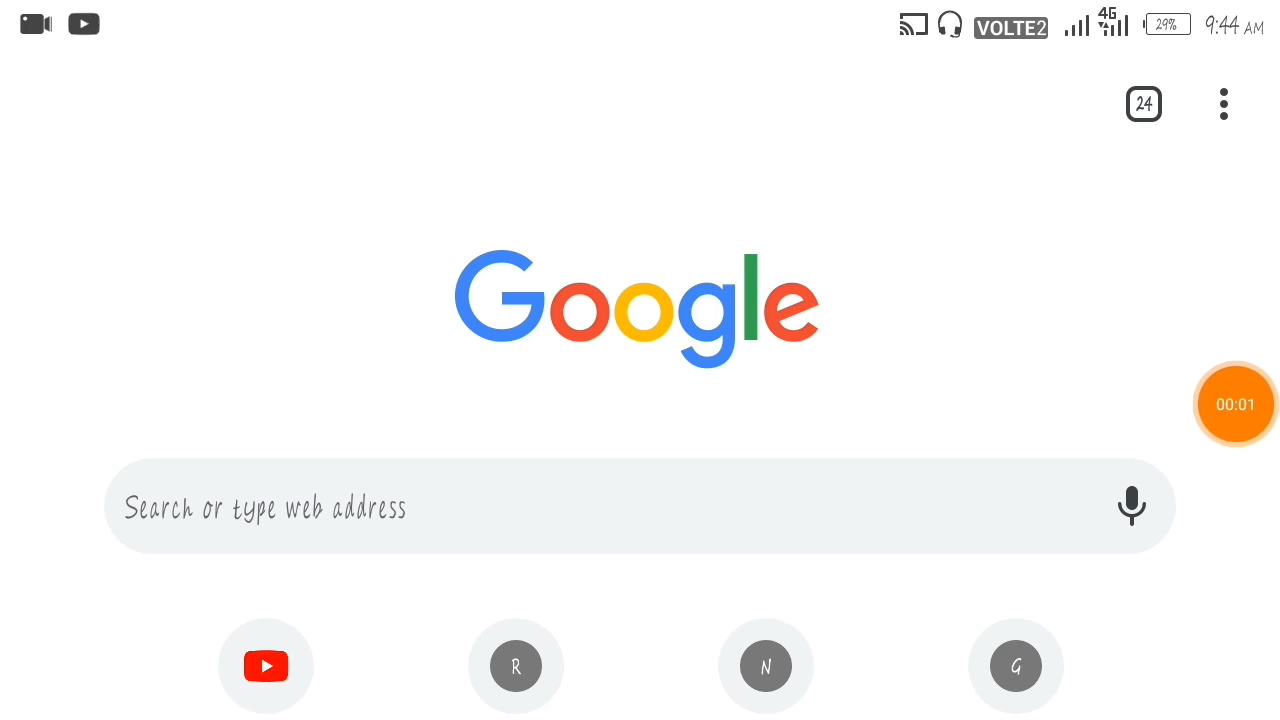 VOLTE2 4G 29% 9:44 AM
24
Google
00:01
Search or type web address
R N G